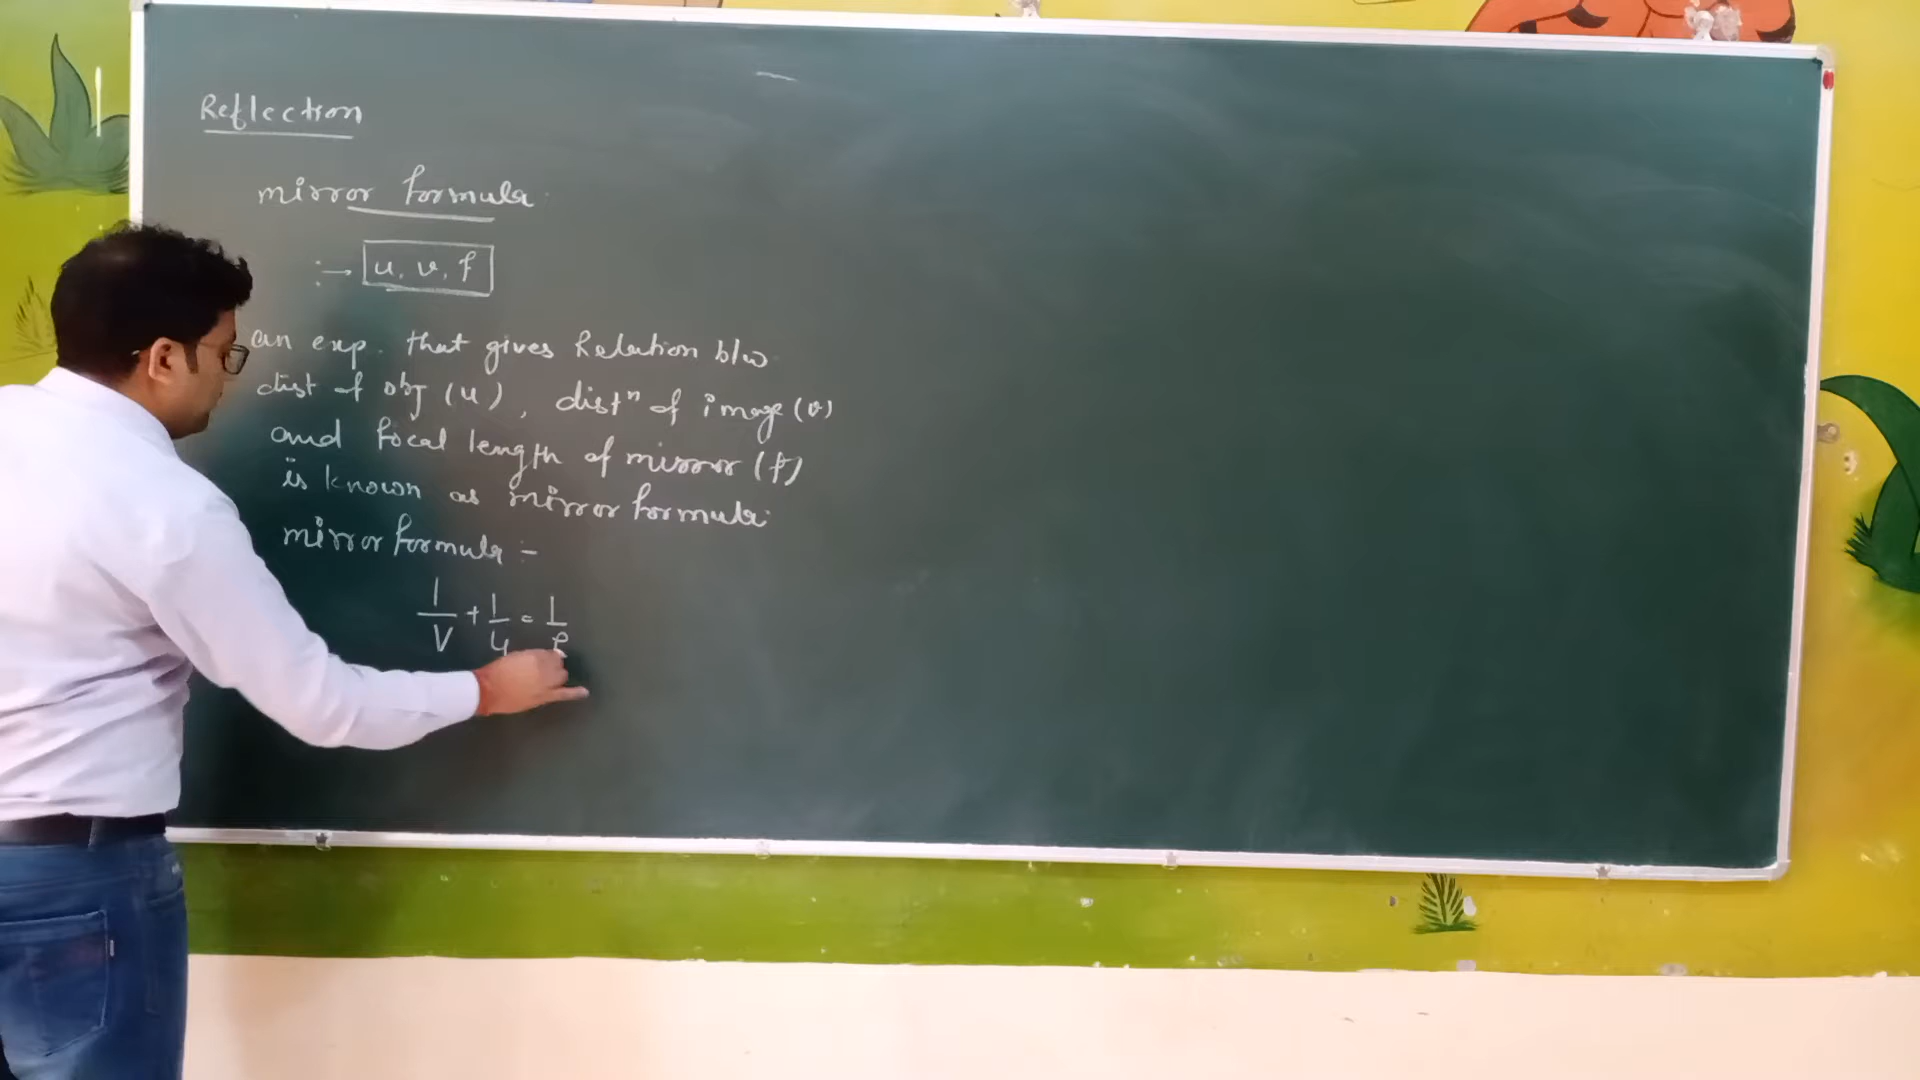 Reflection
mirror formula:
:→ u, v, f
an exp. that gives Relation b/w
dist of obj (u), distⁿ of image (v)
and focal length of mirror (f)
is known as mirror formula.
mirror formula :-
1/V + 1/u = 1/f